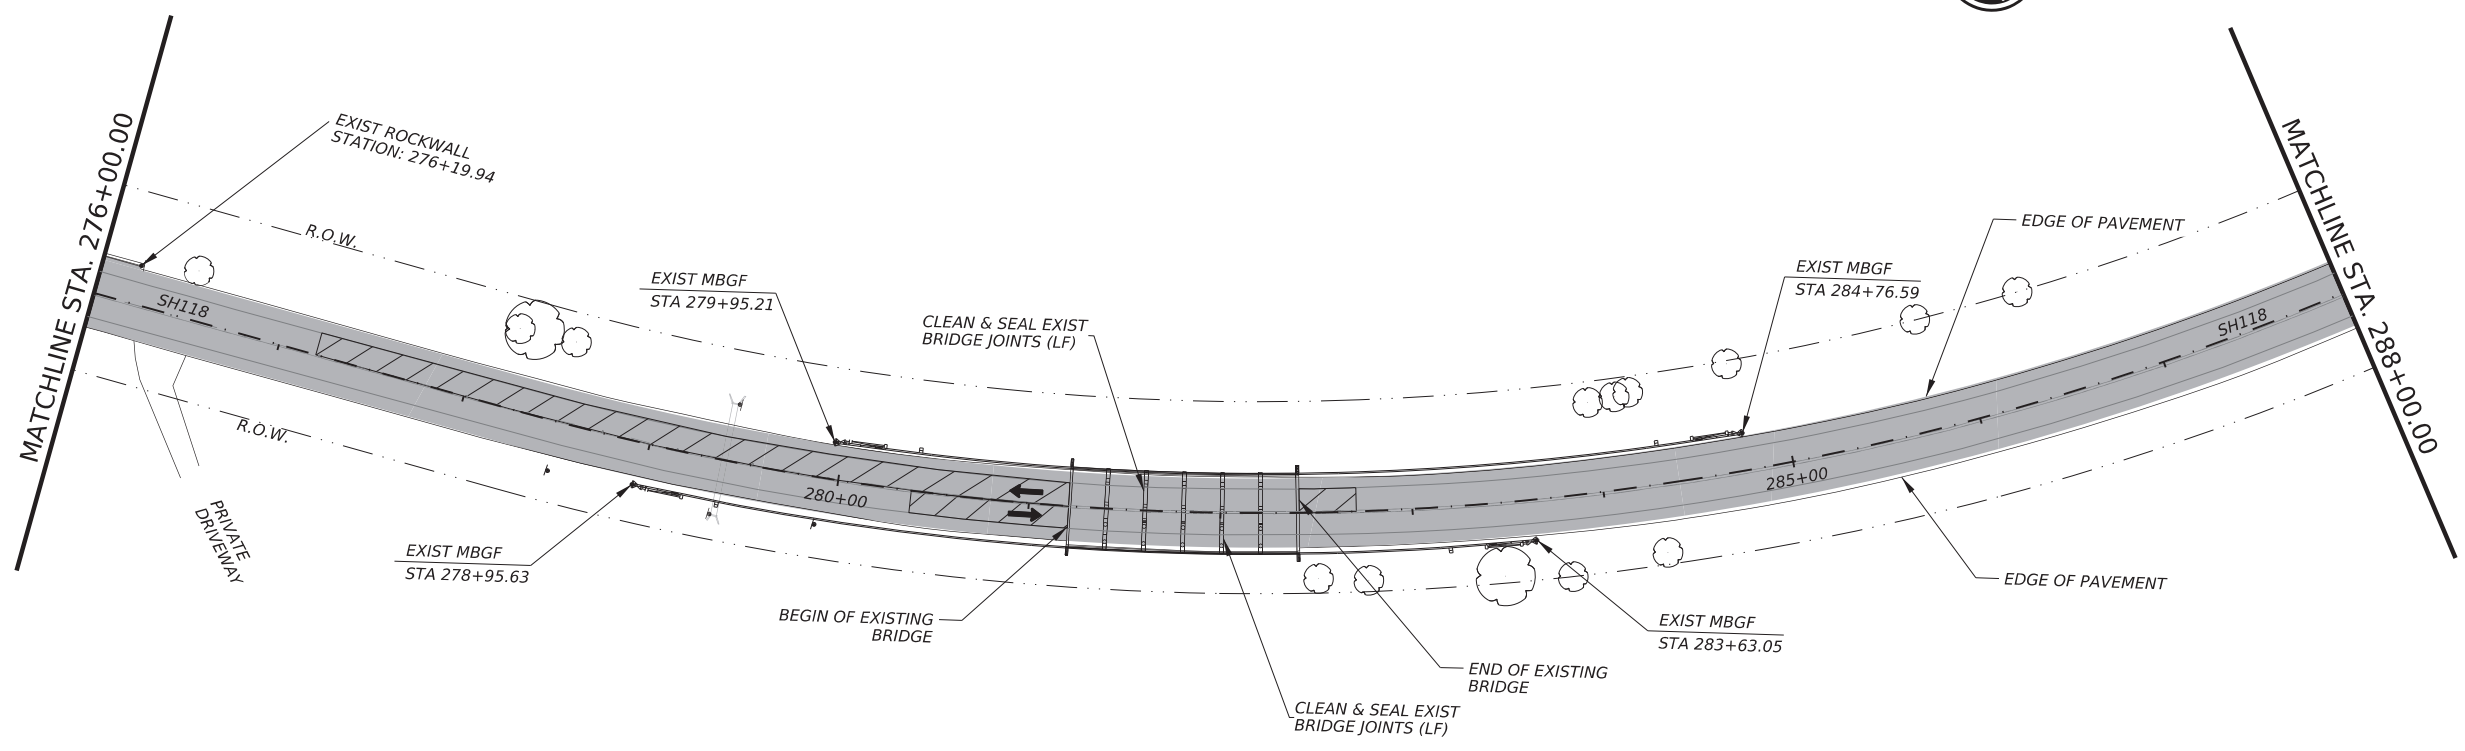 MATCHLINE STA. 276+00.00
EXIST ROCKWALL
STATION: 276+19.94
R.O.W.
SH118
R.O.W.
PRIVATE
DRIVEWAY
EXIST MBGF
STA 279+95.21
EXIST MBGF
STA 278+95.63
280+00
CLEAN & SEAL EXIST
BRIDGE JOINTS (LF)
BEGIN OF EXISTING
BRIDGE
END OF EXISTING
BRIDGE
CLEAN & SEAL EXIST
BRIDGE JOINTS (LF)
EXIST MBGF
STA 284+76.59
EXIST MBGF
STA 283+63.05
285+00
EDGE OF PAVEMENT
EDGE OF PAVEMENT
SH118
MATCHLINE STA. 288+00.00